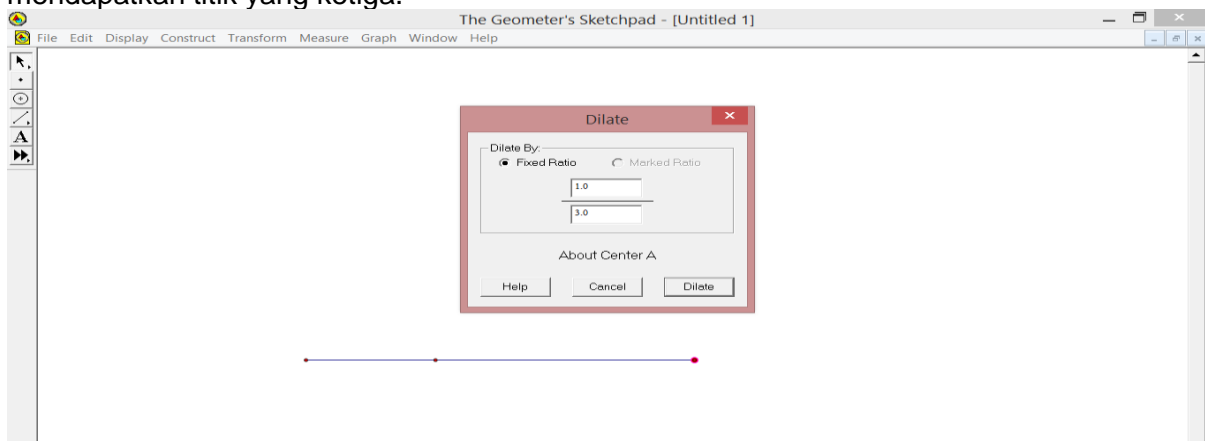 mendapatkan titik yang ketiga.
The Geometer's Sketchpad - [Untitled 1]
File Edit Display Construct Transform Measure Graph Window Help
A
Dilate
Dilate By:
Fixed Ratio Marked Ratio
1.0
3.0
About Center A
Help Cancel Dilate